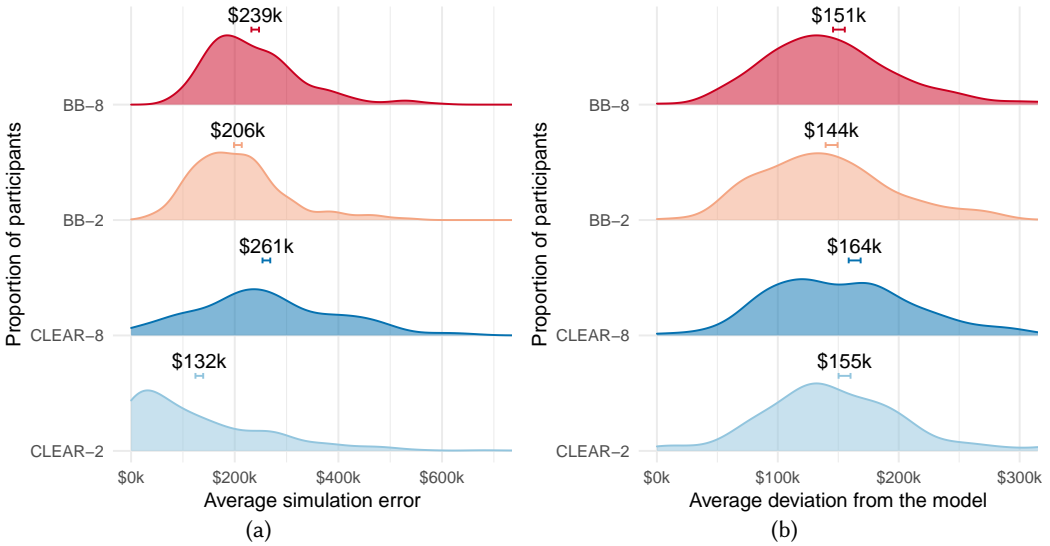 $239k
BB−8
$206k
BB−2
$261k
CLEAR−8
$132k
CLEAR−2
Proportion of participants
$0k $200k $400k $600k
Average simulation error
(a)
$151k
BB−8
$144k
BB−2
$164k
CLEAR−8
$155k
CLEAR−2
Proportion of participants
$0k $100k $200k $300k
Average deviation from the model
(b)